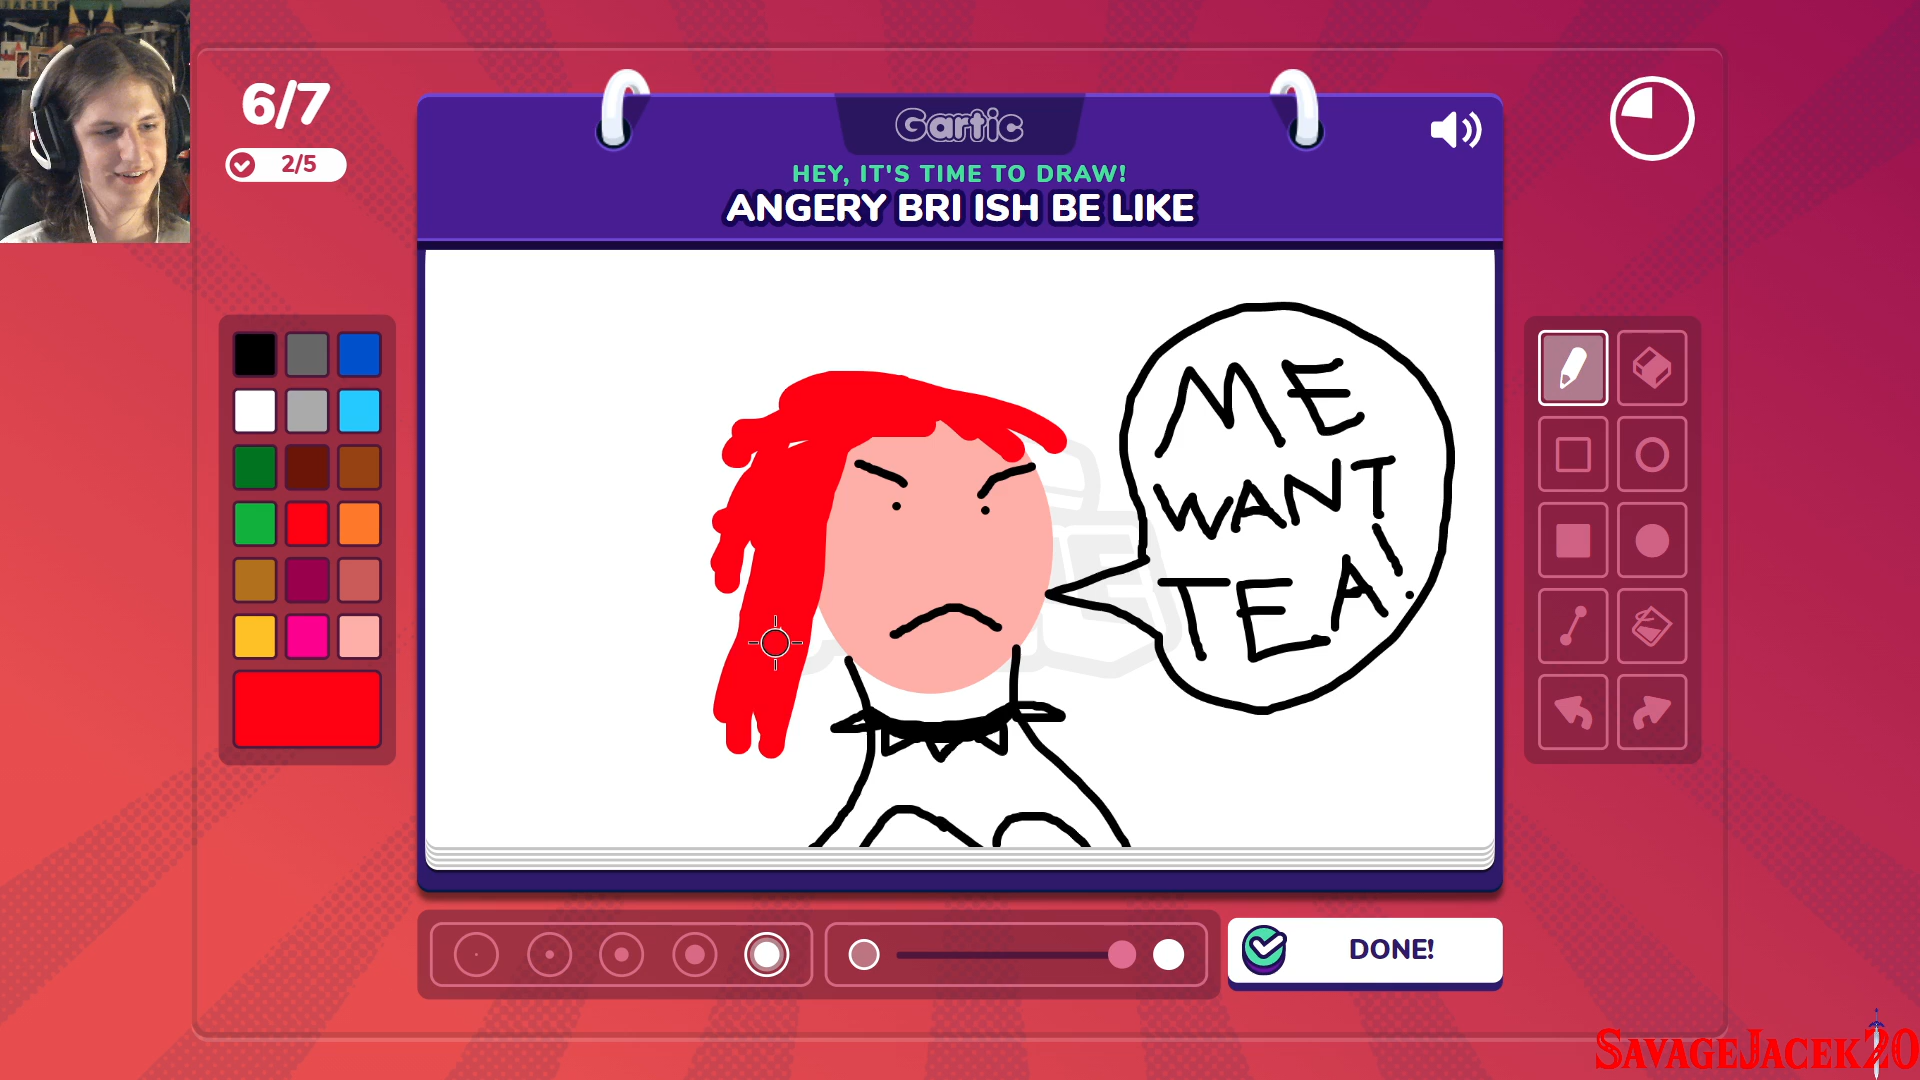 JACEK
6/7
2/5
Gartic
HEY, IT'S TIME TO DRAW!
ANGERY BRI ISH BE LIKE
ME
WANT
TEA!
DONE!
SAVAGEJACEK20